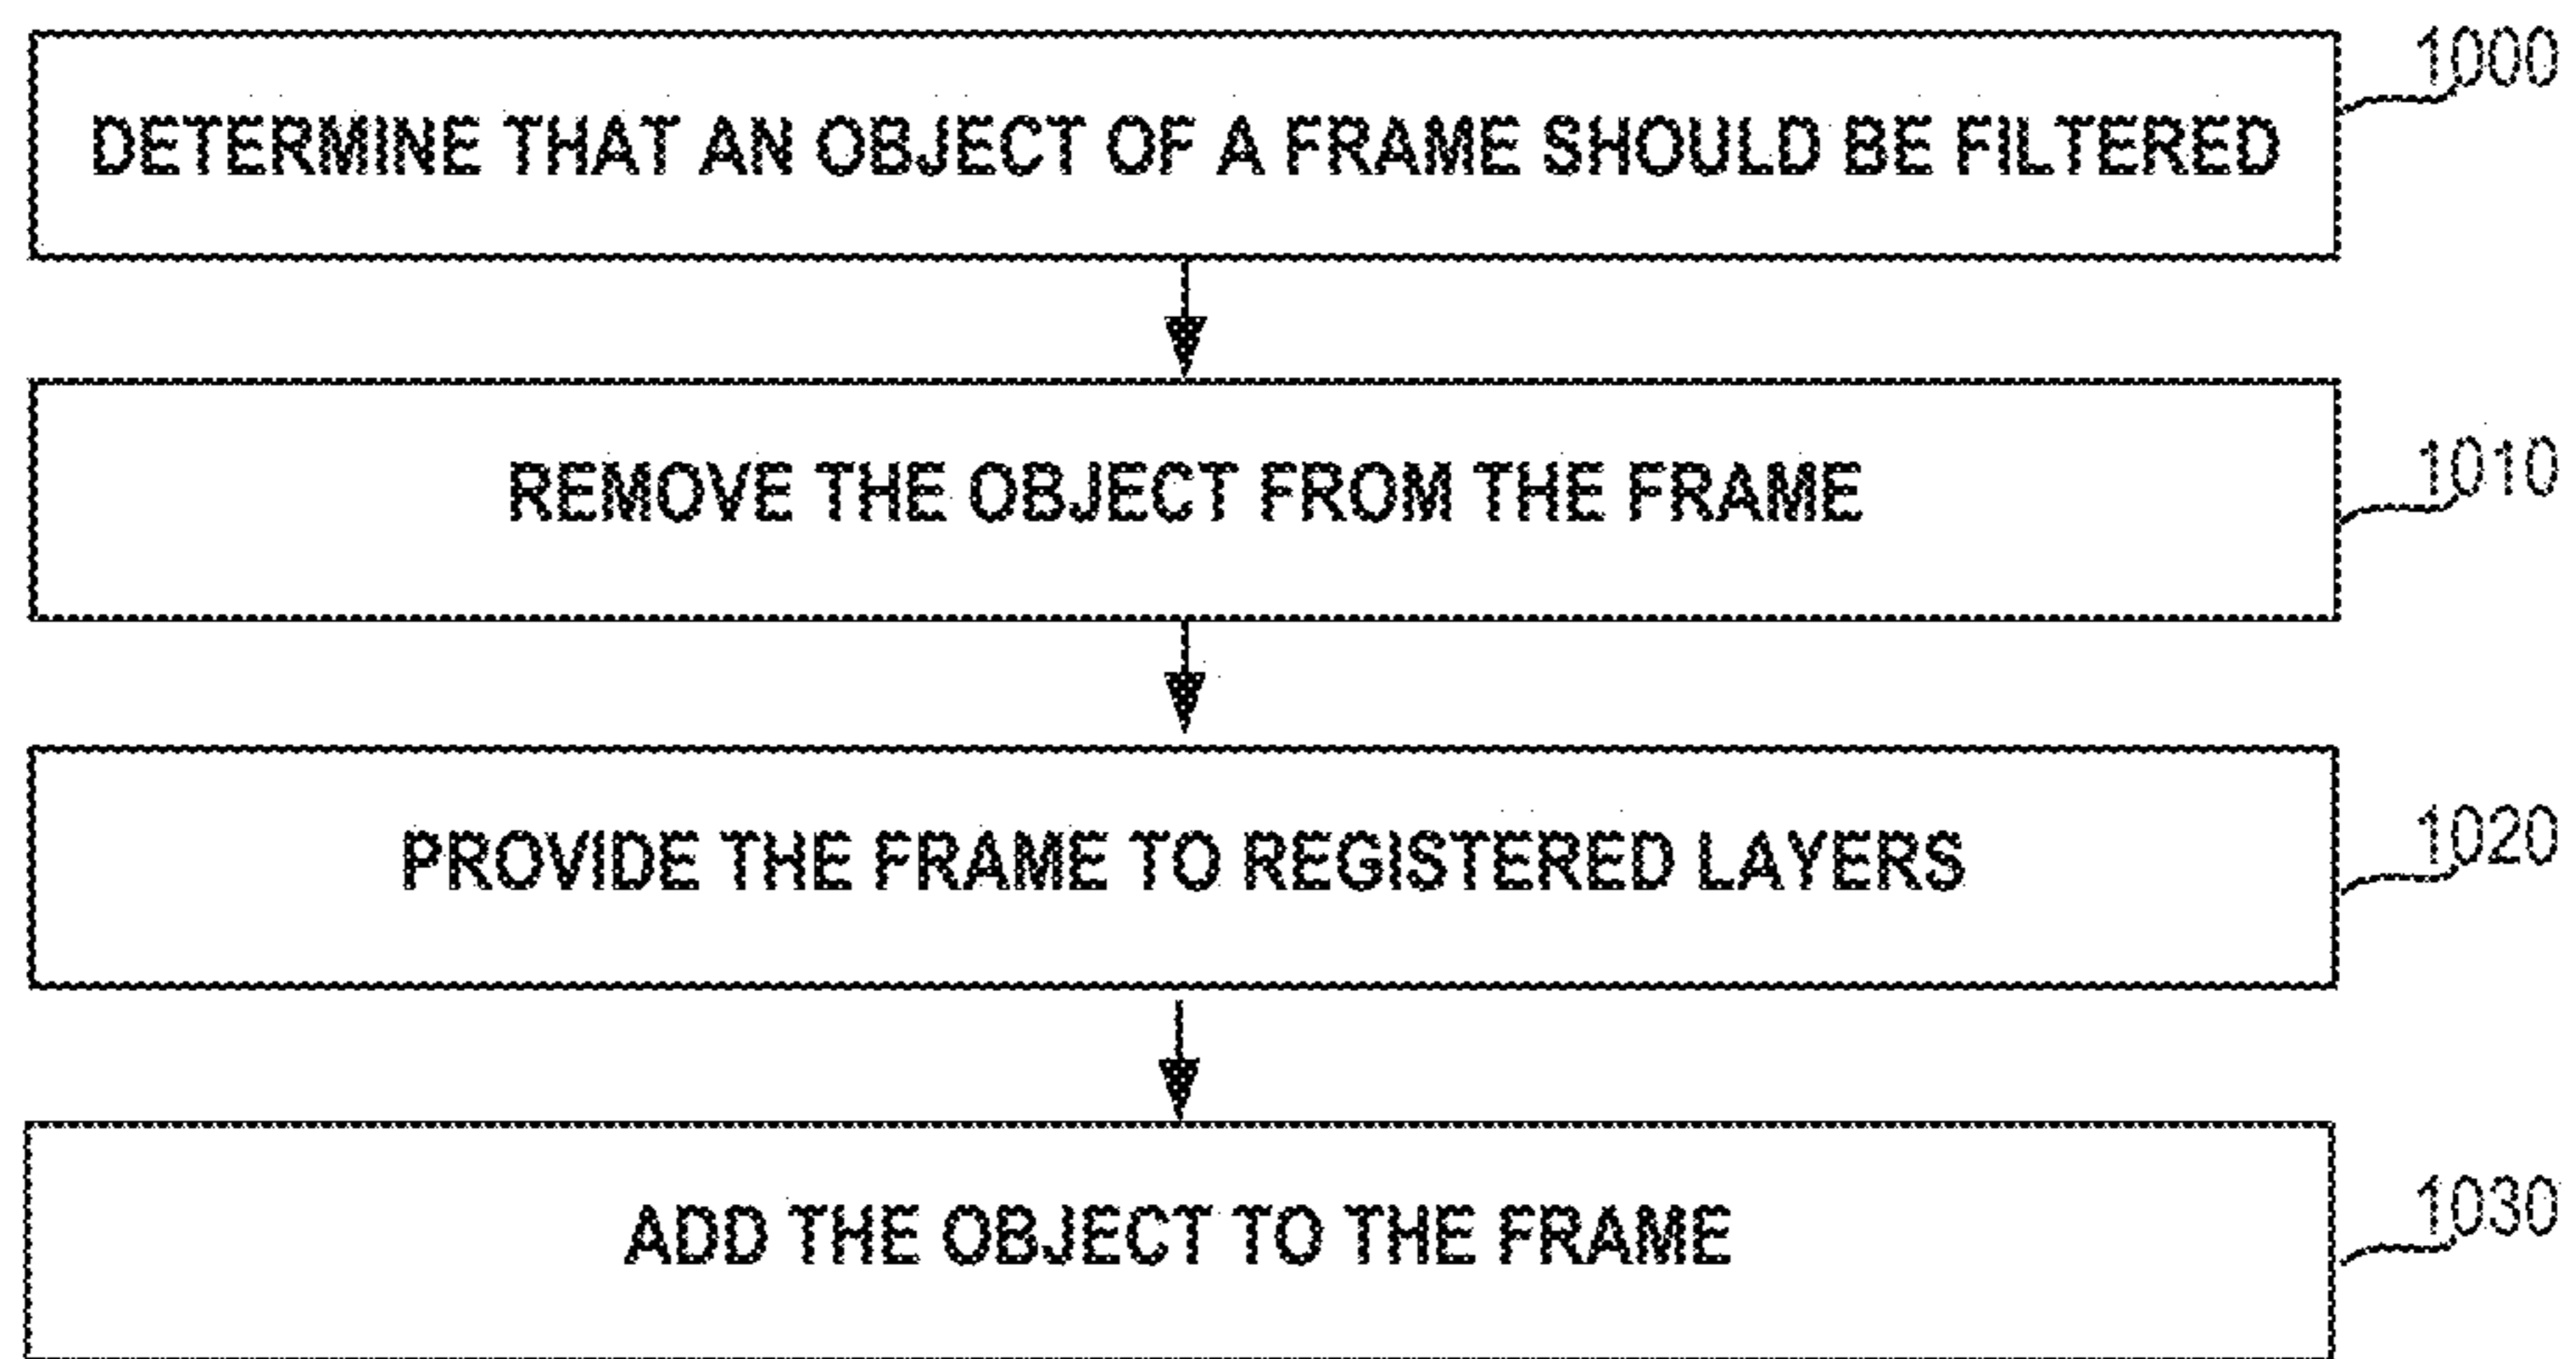 1000
DETERMINE THAT AN OBJECT OF A FRAME SHOULD BE FILTERED
1010
REMOVE THE OBJECT FROM THE FRAME
1020
PROVIDE THE FRAME TO REGISTERED LAYERS
1030
ADD THE OBJECT TO THE FRAME